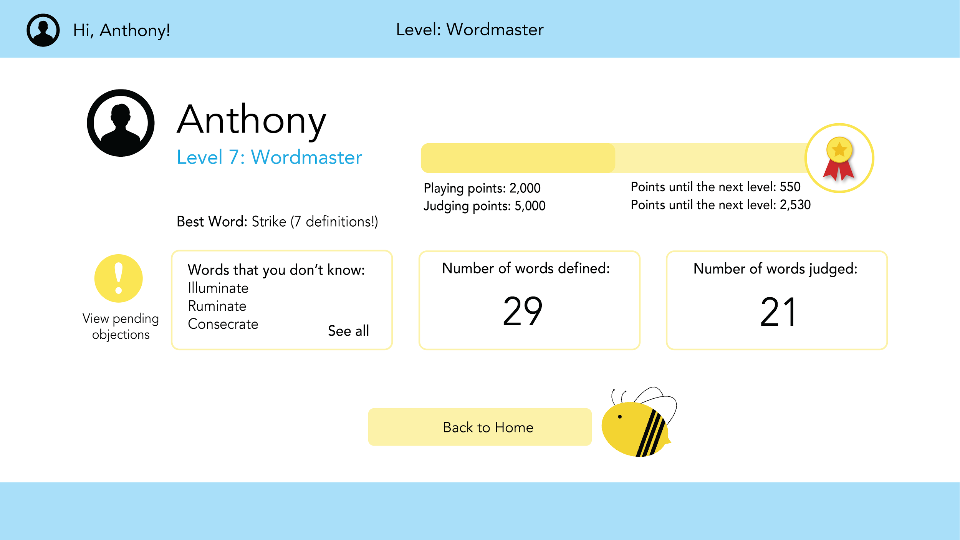 Hi, Anthony!
Level: Wordmaster
Anthony
Level 7: Wordmaster
Playing points: 2,000
Judging points: 5,000
Points until the next level: 550
Points until the next level: 2,530
Best Word: Strike (7 definitions!)
View pending
objections
Words that you don't know:
Illuminate
Ruminate
Consecrate
See all
Number of words defined:
29
Number of words judged:
21
Back to Home